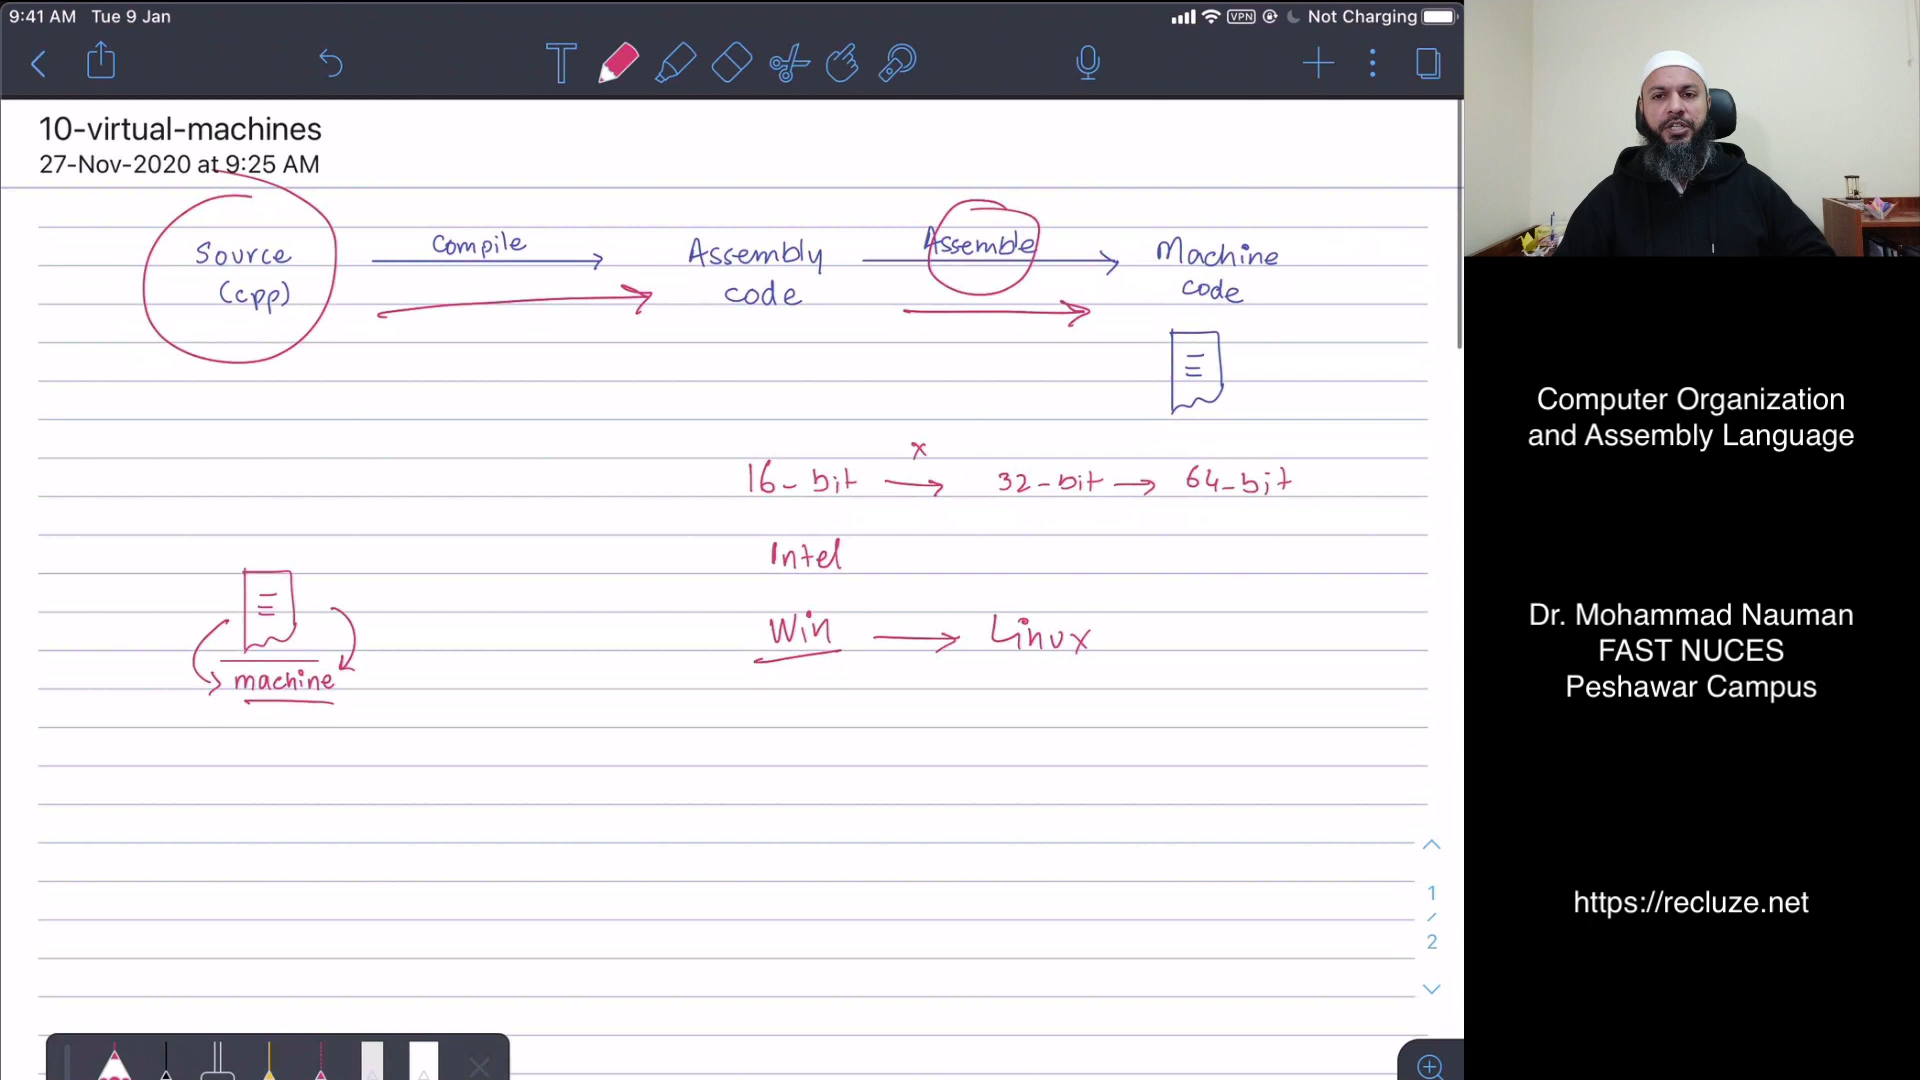 9:41 AM Tue 9 Jan
VPN Not Charging
T
10-virtual-machines
27-Nov-2020 at 9:25 AM
Source Compile Assembly Assemble Machine
(cpp) code code
x
16-bit 32-bit 64-bit
Intel
Win Linux
machine
1
/
2
Computer Organization
and Assembly Language
Dr. Mohammad Nauman
FAST NUCES
Peshawar Campus
https://recluze.net